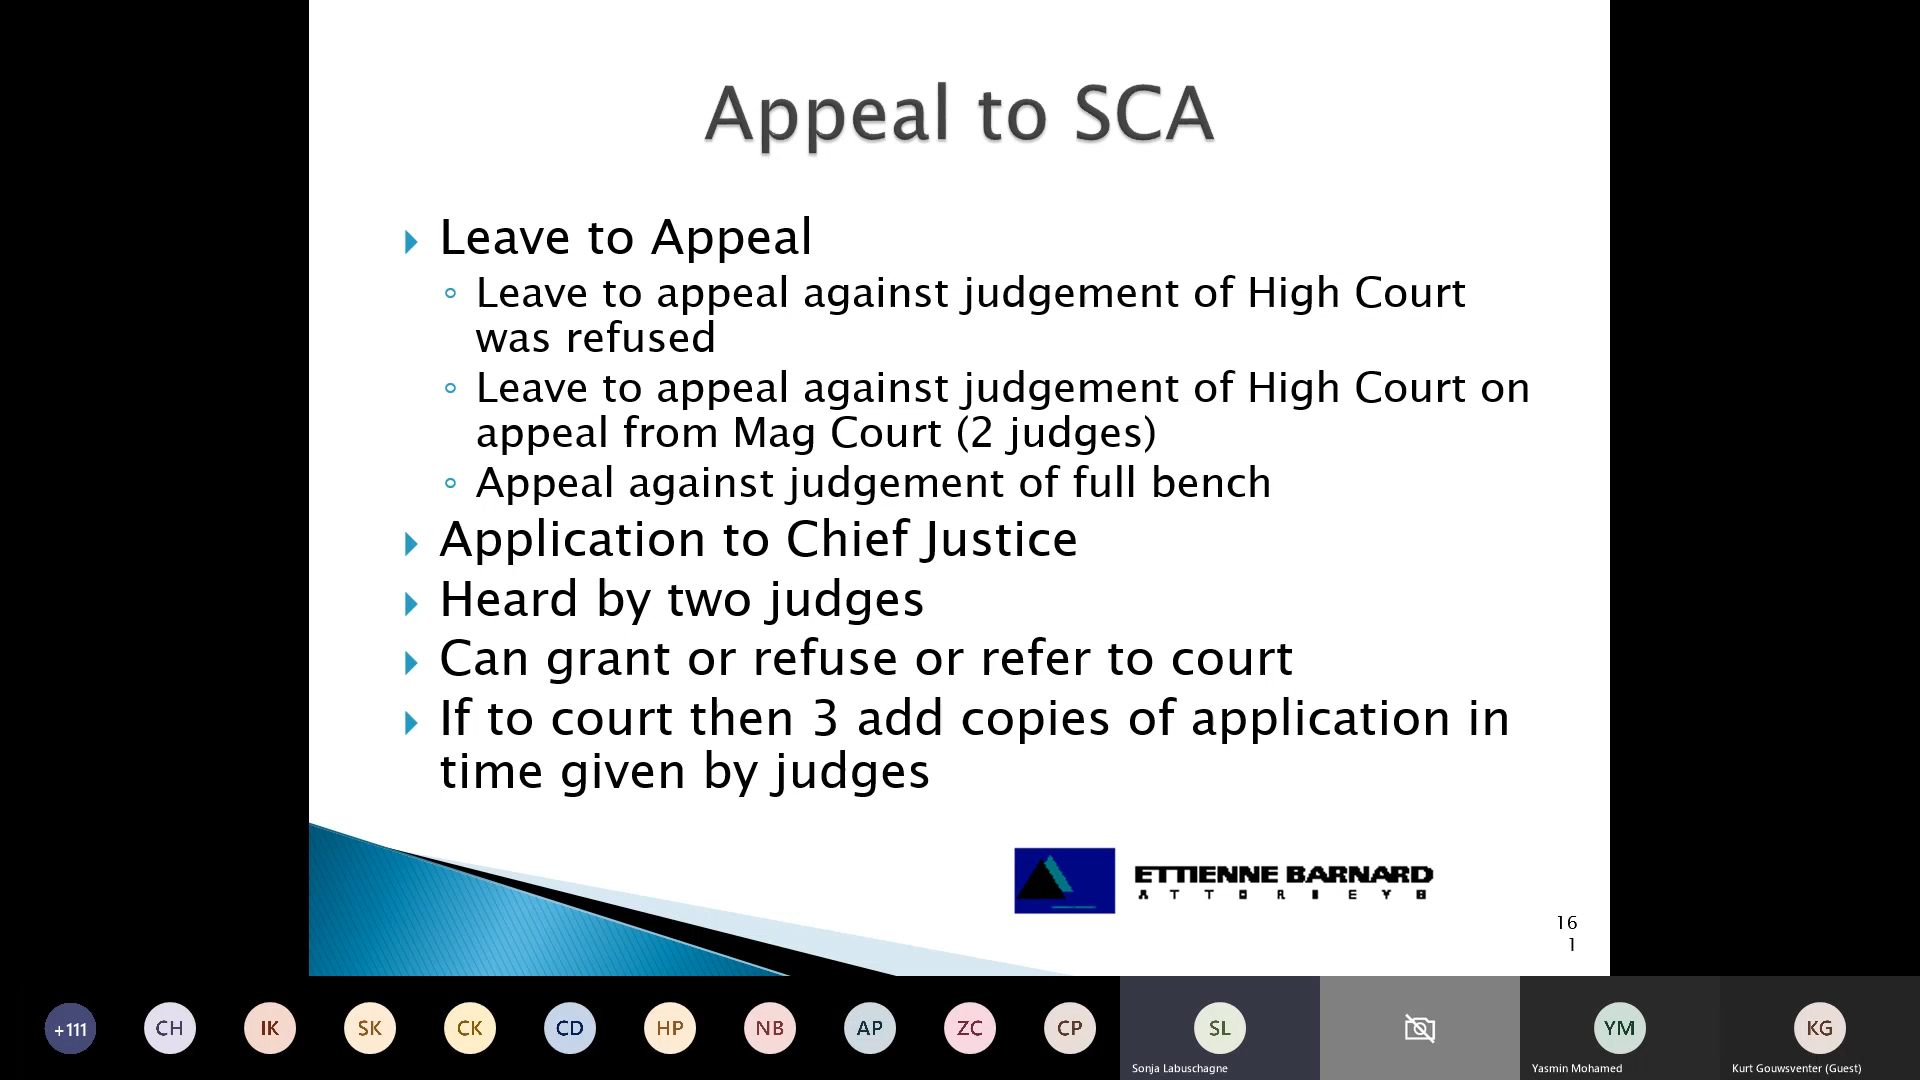 Appeal to SCA
Leave to Appeal
Leave to appeal against judgement of High Court
was refused
Leave to appeal against judgement of High Court on
appeal from Mag Court (2 judges)
Appeal against judgement of full bench
Application to Chief Justice
Heard by two judges
Can grant or refuse or refer to court
If to court then 3 add copies of application in
time given by judges
ETTIENNE BARNARD
ATTORNEYS
16
1
+111
CH
IK
SK
CK
CD
HP
NB
AP
ZC
CP
SL
YM
KG
Sonja Labuschagne
Yasmin Mohamed
Kurt Gouwsventer (Guest)